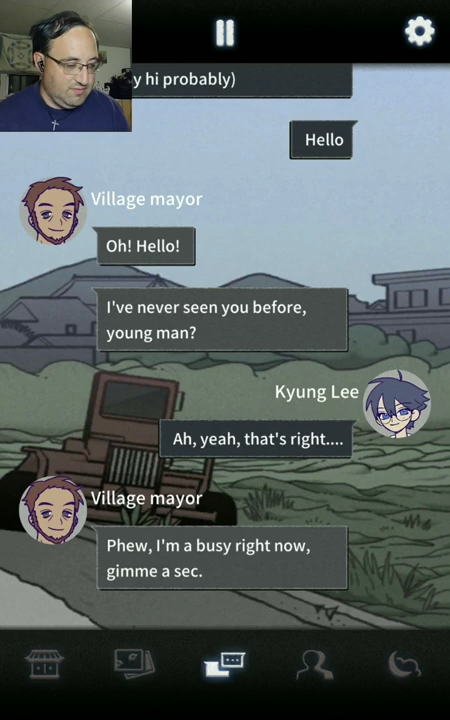 y hi probably)
Hello
Village mayor
Oh! Hello!
I've never seen you before,
young man?
Kyung Lee
Ah, yeah, that's right....
Village mayor
Phew, I'm a busy right now,
gimme a sec.